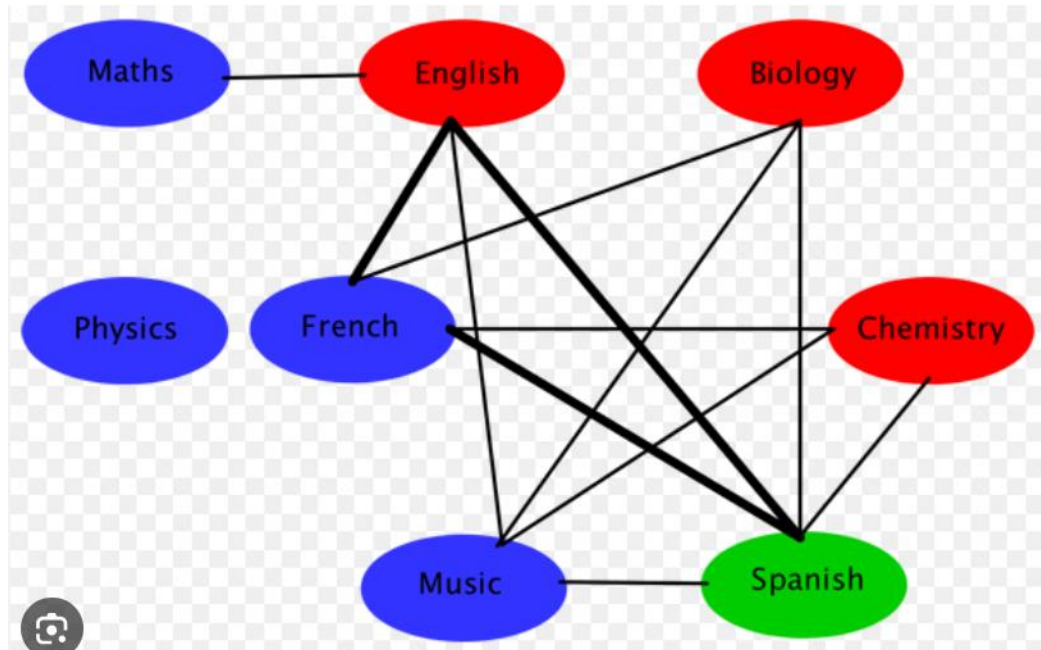 Maths
English
Biology
Physics
French
Chemistry
Music
Spanish